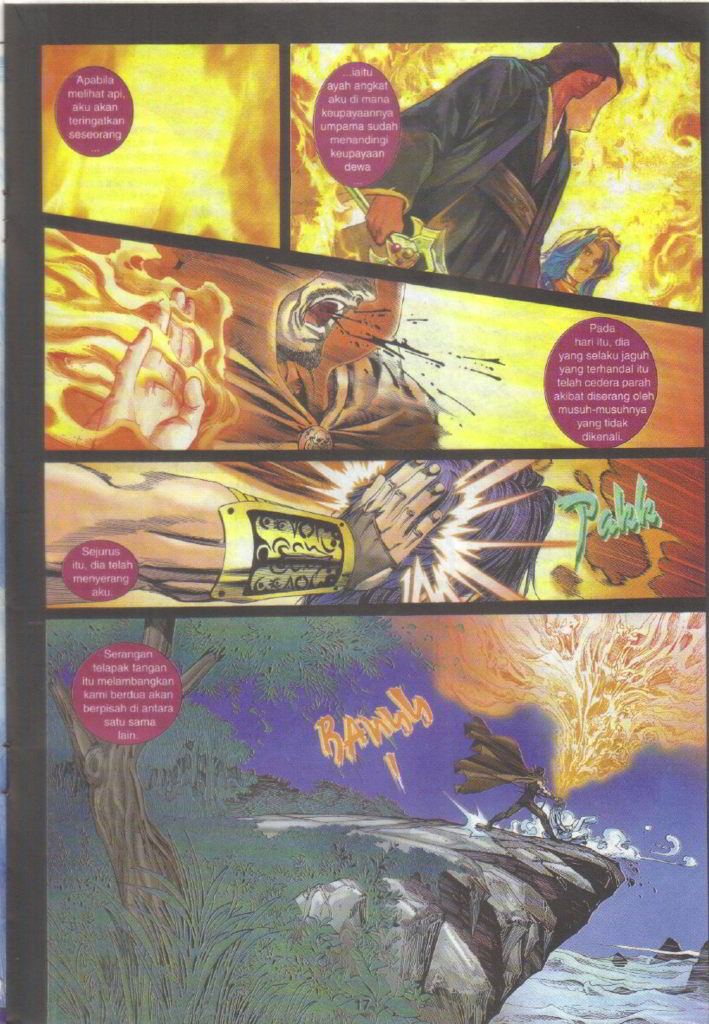 Apabila
melihat api,
aku akan
teringatkan
seseorang
...
...iaitu
ayah angkat
aku di mana
keupayaannya
umpama sudah
menandingi
keupayaan
dewa
...
Pada
hari itu, dia
yang selaku jaguh
yang terhandal itu
telah cedera parah
akibat diserang oleh
musuh-musuhnya
yang tidak
dikenali.
Pakk
Sejurus
itu, dia telah
menyerang
aku.
Serangan
telapak tangan
itu melambangkan
kami berdua akan
berpisah di antara
satu sama
lain.
17